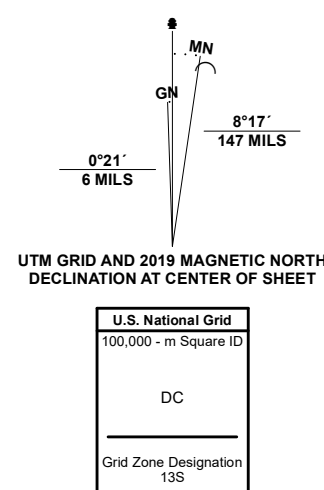 MN
GN
8°17´
147 MILS
0°21´
6 MILS
UTM GRID AND 2019 MAGNETIC NORTH
DECLINATION AT CENTER OF SHEET
U.S. National Grid
100,000 - m Square ID
DC
Grid Zone Designation
13S